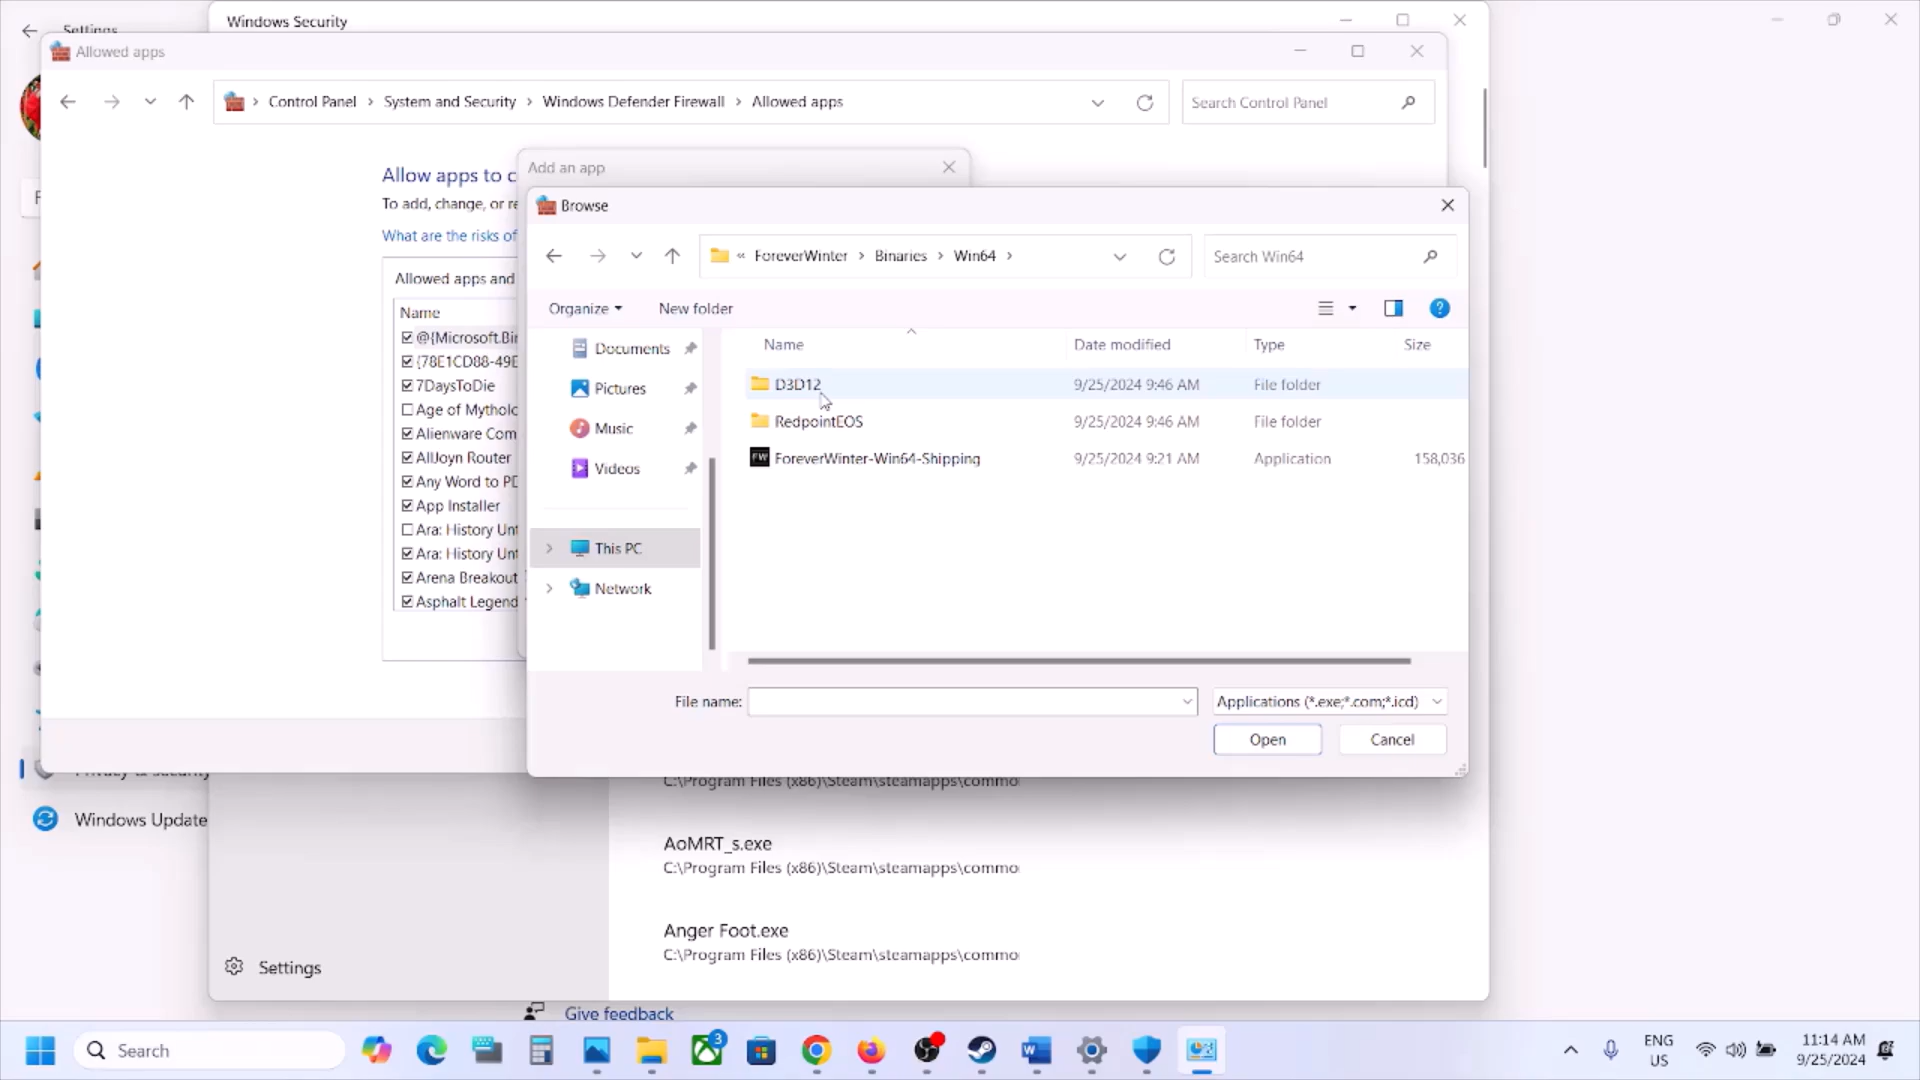 Windows Security
Settings
Allowed apps
Control Panel > System and Security > Windows Defender Firewall > Allowed apps
Search Control Panel
Allow apps to c
To add, change, or re
What are the risks of
Allowed apps and
Name
@{Microsoft.Bin
{78E1CD88-49E
7DaysToDie
Age of Mytholo
Alienware Com
AllJoyn Router
Any Word to PD
App Installer
Ara: History Unt
Ara: History Unt
Arena Breakout
Asphalt Legend
Add an app
Browse
« ForeverWinter > Binaries > Win64 >
Search Win64
Organize
New folder
Documents
Pictures
Music
Videos
This PC
Network
Name Date modified Type Size
D3D12 9/25/2024 9:46 AM File folder
RedpointEOS 9/25/2024 9:46 AM File folder
FW ForeverWinter-Win64-Shipping 9/25/2024 9:21 AM Application 158,036
File name:
Applications (*.exe;*.com;*.icd)
Open
Cancel
Privacy & security
Windows Update
C:\Program Files (x86)\Steam\steamapps\commo
AoMRT_s.exe
C:\Program Files (x86)\Steam\steamapps\commo
Anger Foot.exe
C:\Program Files (x86)\Steam\steamapps\commo
Settings
Give feedback
Search
3
ENG
US
11:14 AM
9/25/2024